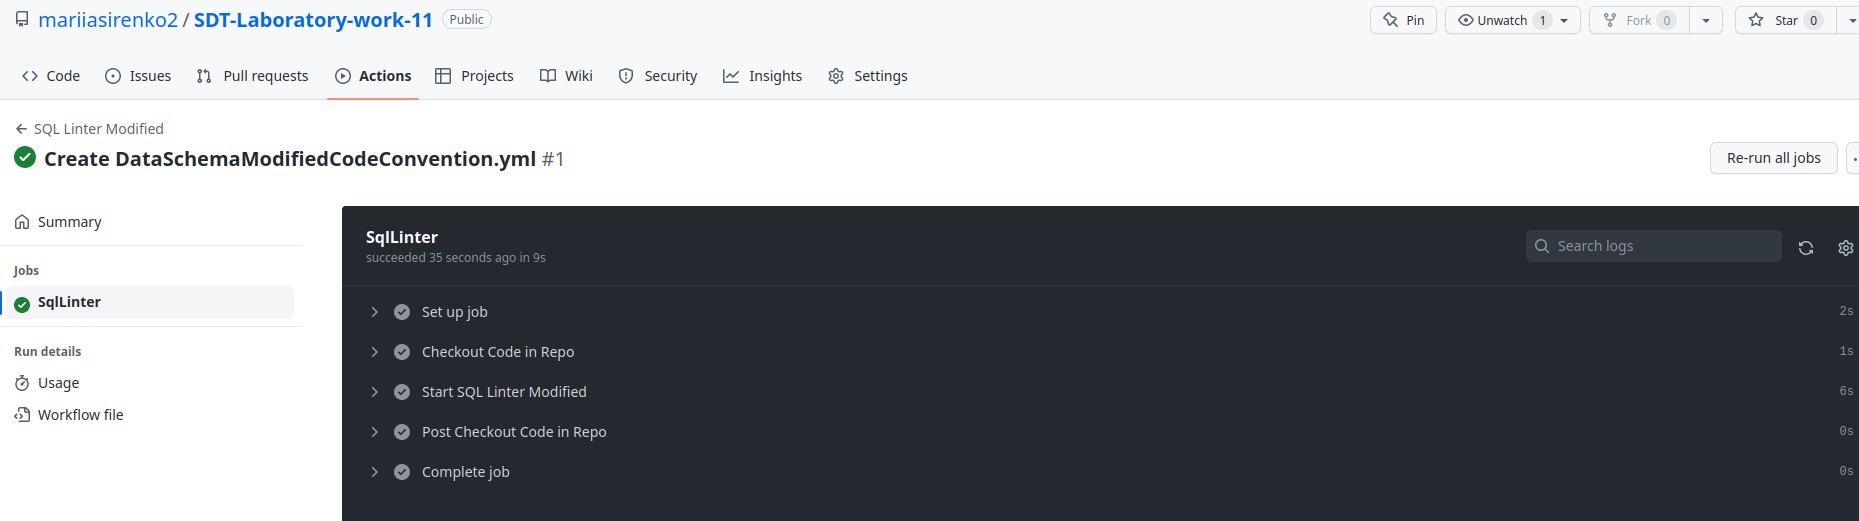 mariiasirenko2 / SDT-Laboratory-work-11 Public Pin Unwatch 1 Fork 0 Star 0
Code Issues Pull requests Actions Projects Wiki Security Insights Settings
SQL Linter Modified
Create DataSchemaModifiedCodeConvention.yml #1
Re-run all jobs
Summary
Jobs
SqlLinter
Run details
Usage
Workflow file
SqlLinter
succeeded 35 seconds ago in 9s
Search logs
Set up job 2s
Checkout Code in Repo 1s
Start SQL Linter Modified 6s
Post Checkout Code in Repo 0s
Complete job 0s